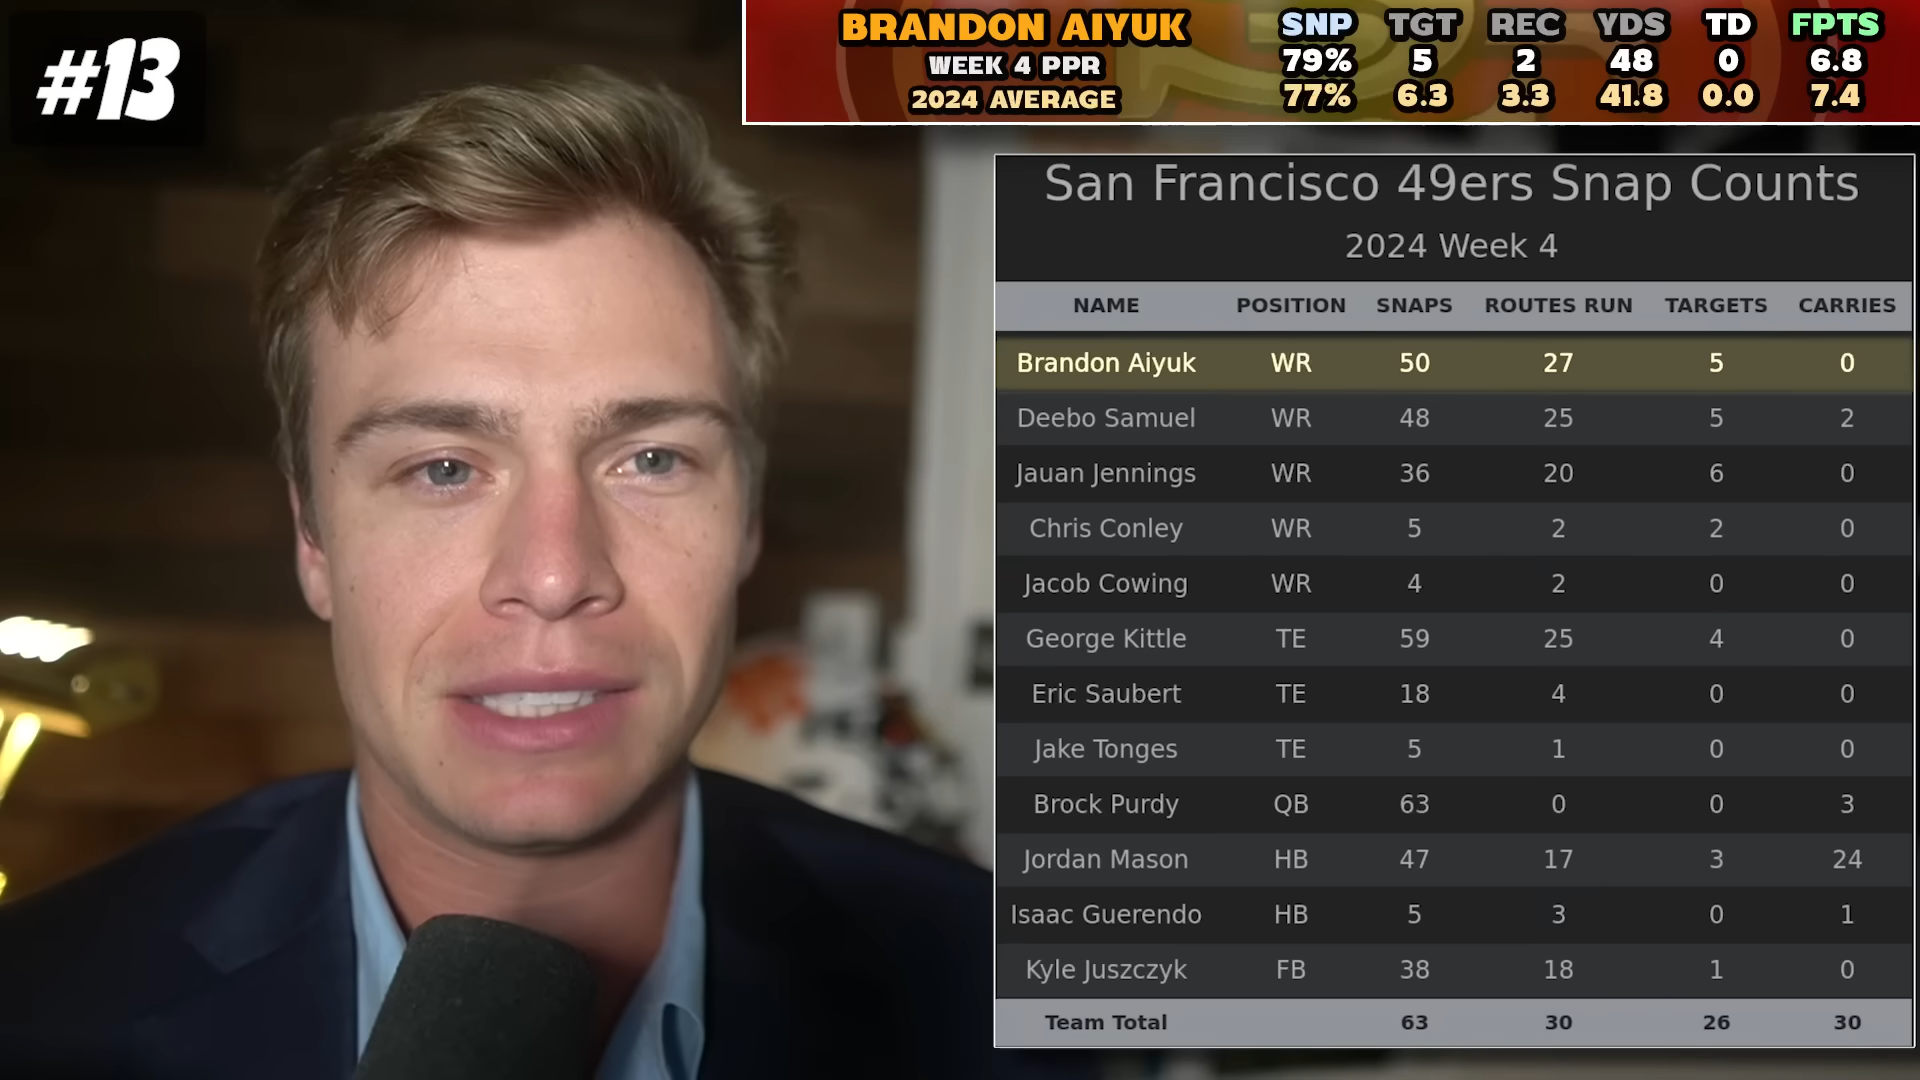 #13
BRANDON AIYUK SNP TGT REC YDS TD FPTS
WEEK 4 PPR 79% 5 2 48 0 6.8
2024 AVERAGE 77% 6.3 3.3 41.8 0.0 7.4
San Francisco 49ers Snap Counts
2024 Week 4
NAME POSITION SNAPS ROUTES RUN TARGETS CARRIES
Brandon Aiyuk WR 50 27 5 0
Deebo Samuel WR 48 25 5 2
Jauan Jennings WR 36 20 6 0
Chris Conley WR 5 2 2 0
Jacob Cowing WR 4 2 0 0
George Kittle TE 59 25 4 0
Eric Saubert TE 18 4 0 0
Jake Tonges TE 5 1 0 0
Brock Purdy QB 63 0 0 3
Jordan Mason HB 47 17 3 24
Isaac Guerendo HB 5 3 0 1
Kyle Juszczyk FB 38 18 1 0
Team Total 63 30 26 30